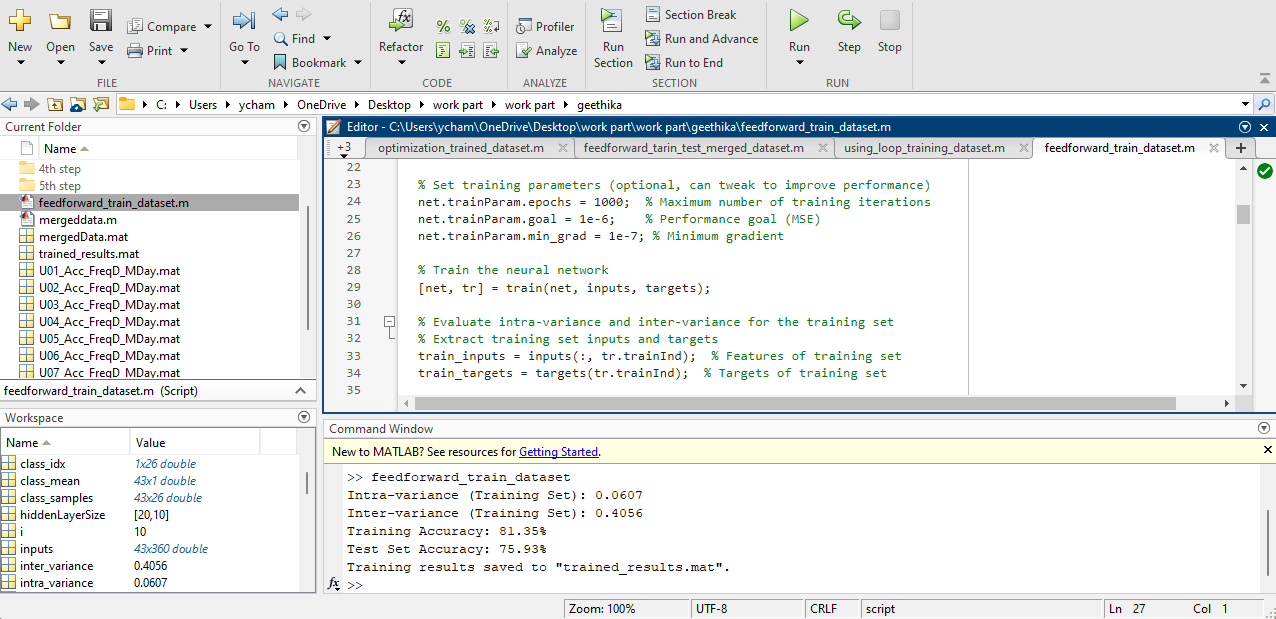 New
Open
Save
Compare
Print
FILE
Go To
Find
Bookmark
NAVIGATE
Refactor
CODE
Profiler
Analyze
ANALYZE
Run Section
Section Break
Run and Advance
Run to End
SECTION
Run
Step
Stop
RUN
C: Users ycham OneDrive Desktop work part work part geethika
Current Folder
Name
4th step
5th step
feedforward_train_dataset.m
mergeddata.m
mergedData.mat
trained_results.mat
U01_Acc_FreqD_MDay.mat
U02_Acc_FreqD_MDay.mat
U03_Acc_FreqD_MDay.mat
U04_Acc_FreqD_MDay.mat
U05_Acc_FreqD_MDay.mat
U06_Acc_FreqD_MDay.mat
U07_Acc_FreqD_MDay.mat
feedforward_train_dataset.m (Script)
Workspace
Name Value
class_idx 1x26 double
class_mean 43x1 double
class_samples 43x26 double
hiddenLayerSize [20,10]
i 10
inputs 43x360 double
inter_variance 0.4056
intra_variance 0.0607
Editor - C:\Users\ycham\OneDrive\Desktop\work part\work part\geethika\feedforward_train_dataset.m
+3 optimization_trained_dataset.m feedforward_tarin_test_merged_dataset.m using_loop_training_dataset.m feedforward_train_dataset.m +
22
23 % Set training parameters (optional, can tweak to improve performance)
24 net.trainParam.epochs = 1000; % Maximum number of training iterations
25 net.trainParam.goal = 1e-6; % Performance goal (MSE)
26 net.trainParam.min_grad = 1e-7; % Minimum gradient
27
28 % Train the neural network
29 [net, tr] = train(net, inputs, targets);
30
31 % Evaluate intra-variance and inter-variance for the training set
32 % Extract training set inputs and targets
33 train_inputs = inputs(:, tr.trainInd); % Features of training set
34 train_targets = targets(tr.trainInd); % Targets of training set
35
Command Window
New to MATLAB? See resources for Getting Started.
>> feedforward_train_dataset
Intra-variance (Training Set): 0.0607
Inter-variance (Training Set): 0.4056
Training Accuracy: 81.35%
Test Set Accuracy: 75.93%
Training results saved to "trained_results.mat".
fx >>
Zoom: 100% UTF-8 CRLF script Ln 27 Col 1